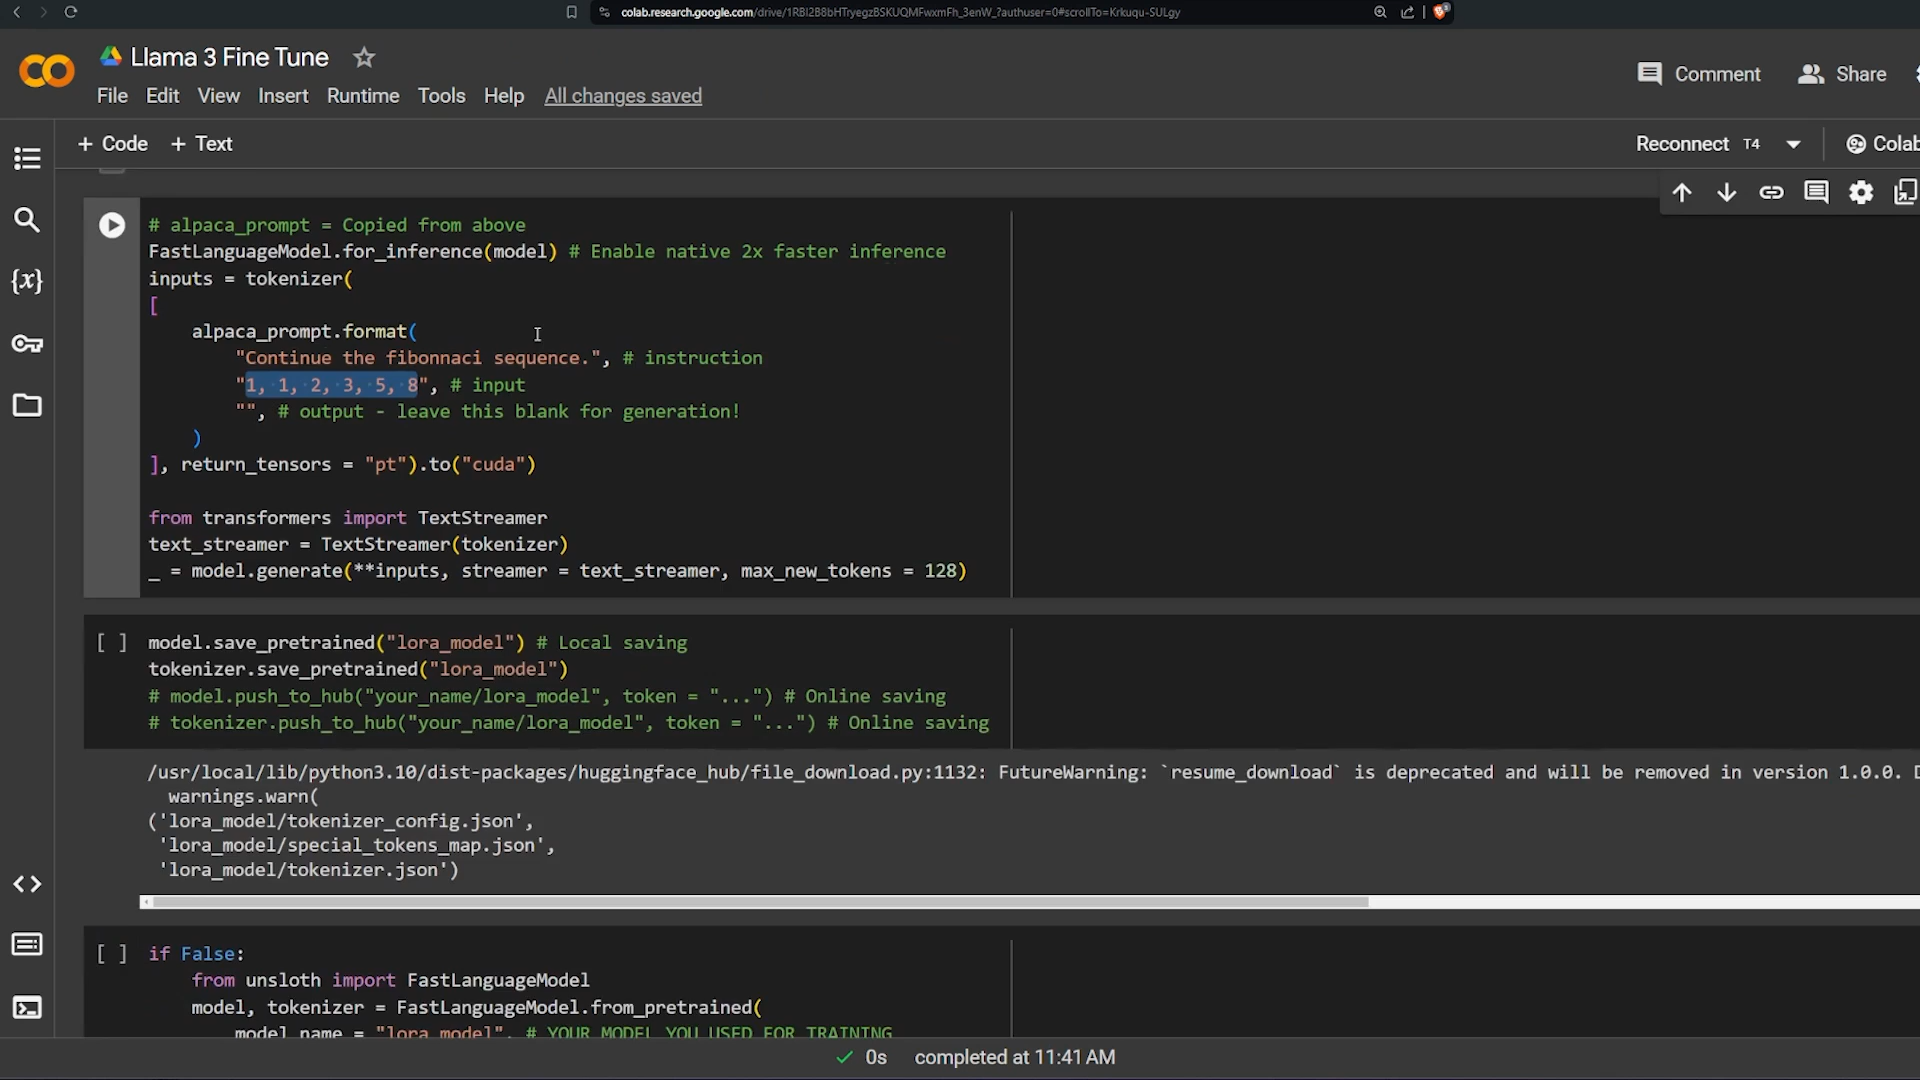 colab.research.google.com/drive/1RBI2B8bHTryegzBSKUQMFwxmFh_3enW_?authuser=0#scrollTo=Krkuqu-SULgy
Llama 3 Fine Tune
Comment
Share
File Edit View Insert Runtime Tools Help All changes saved
+ Code + Text
Reconnect T4
Colab
# alpaca_prompt = Copied from above
FastLanguageModel.for_inference(model) # Enable native 2x faster inference
inputs = tokenizer(
[
    alpaca_prompt.format(
        "Continue the fibonnaci sequence.", # instruction
        "1, 1, 2, 3, 5, 8", # input
        "", # output - leave this blank for generation!
    )
], return_tensors = "pt").to("cuda")
from transformers import TextStreamer
text_streamer = TextStreamer(tokenizer)
_ = model.generate(**inputs, streamer = text_streamer, max_new_tokens = 128)
[ ] model.save_pretrained("lora_model") # Local saving
tokenizer.save_pretrained("lora_model")
# model.push_to_hub("your_name/lora_model", token = "...") # Online saving
# tokenizer.push_to_hub("your_name/lora_model", token = "...") # Online saving
/usr/local/lib/python3.10/dist-packages/huggingface_hub/file_download.py:1132: FutureWarning: `resume_download` is deprecated and will be removed in version 1.0.0. D
  warnings.warn(
('lora_model/tokenizer_config.json',
 'lora_model/special_tokens_map.json',
 'lora_model/tokenizer.json')
[ ] if False:
    from unsloth import FastLanguageModel
    model, tokenizer = FastLanguageModel.from_pretrained(
        model_name = "lora_model", # YOUR MODEL YOU USED FOR TRAINING
0s completed at 11:41 AM